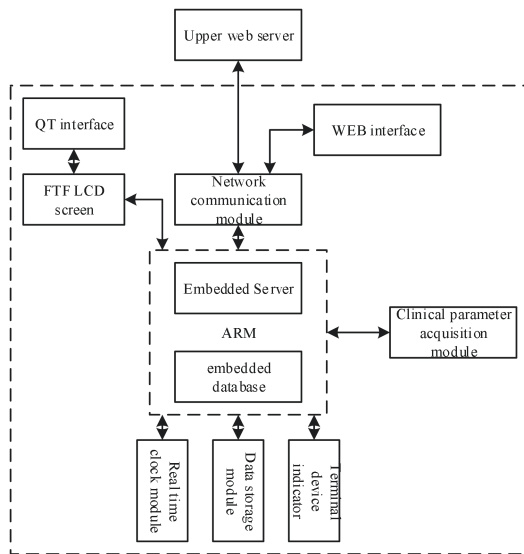 Upper web server
QT interface
WEB interface
FTF LCD
screen
Network
communication
module
Embedded Server
ARM
Clinical parameter
acquisition
module
embedded
database
Real time
clock module
Data storage
module
Terminal
device
indicator